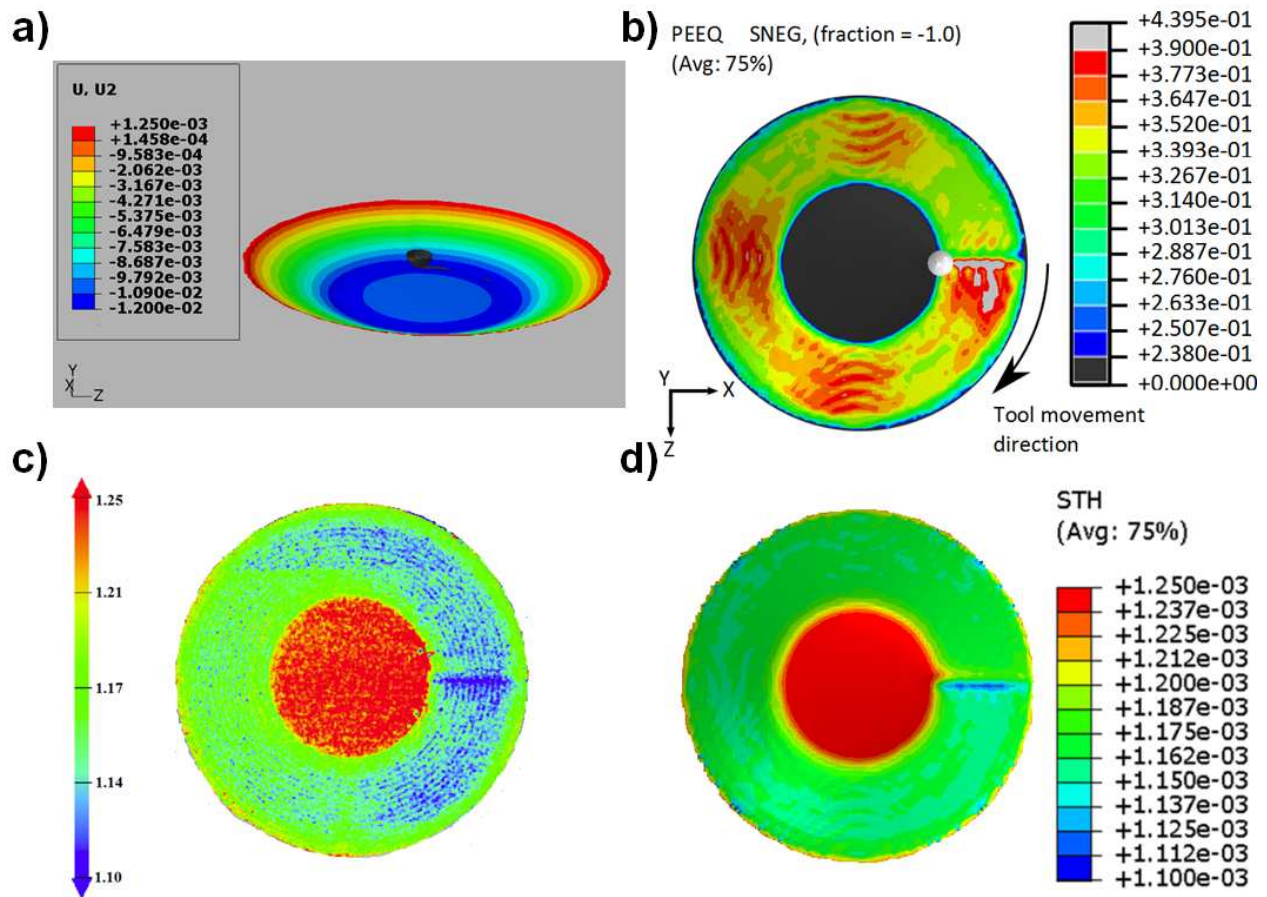 a)
U, U2
+1.250e-03
+1.458e-04
-9.583e-04
-2.062e-03
-3.167e-03
-4.271e-03
-5.375e-03
-6.479e-03
-7.583e-03
-8.687e-03
-9.792e-03
-1.090e-02
-1.200e-02
Y
X
Z
b)
PEEQ SNEG, (fraction = -1.0)
(Avg: 75%)
+4.395e-01
+3.900e-01
+3.773e-01
+3.647e-01
+3.520e-01
+3.393e-01
+3.267e-01
+3.140e-01
+3.013e-01
+2.887e-01
+2.760e-01
+2.633e-01
+2.507e-01
+2.380e-01
+0.000e+00
Y
X
Z
Tool movement
direction
c)
1.25
1.21
1.17
1.14
1.10
d)
STH
(Avg: 75%)
+1.250e-03
+1.237e-03
+1.225e-03
+1.212e-03
+1.200e-03
+1.187e-03
+1.175e-03
+1.162e-03
+1.150e-03
+1.137e-03
+1.125e-03
+1.112e-03
+1.100e-03